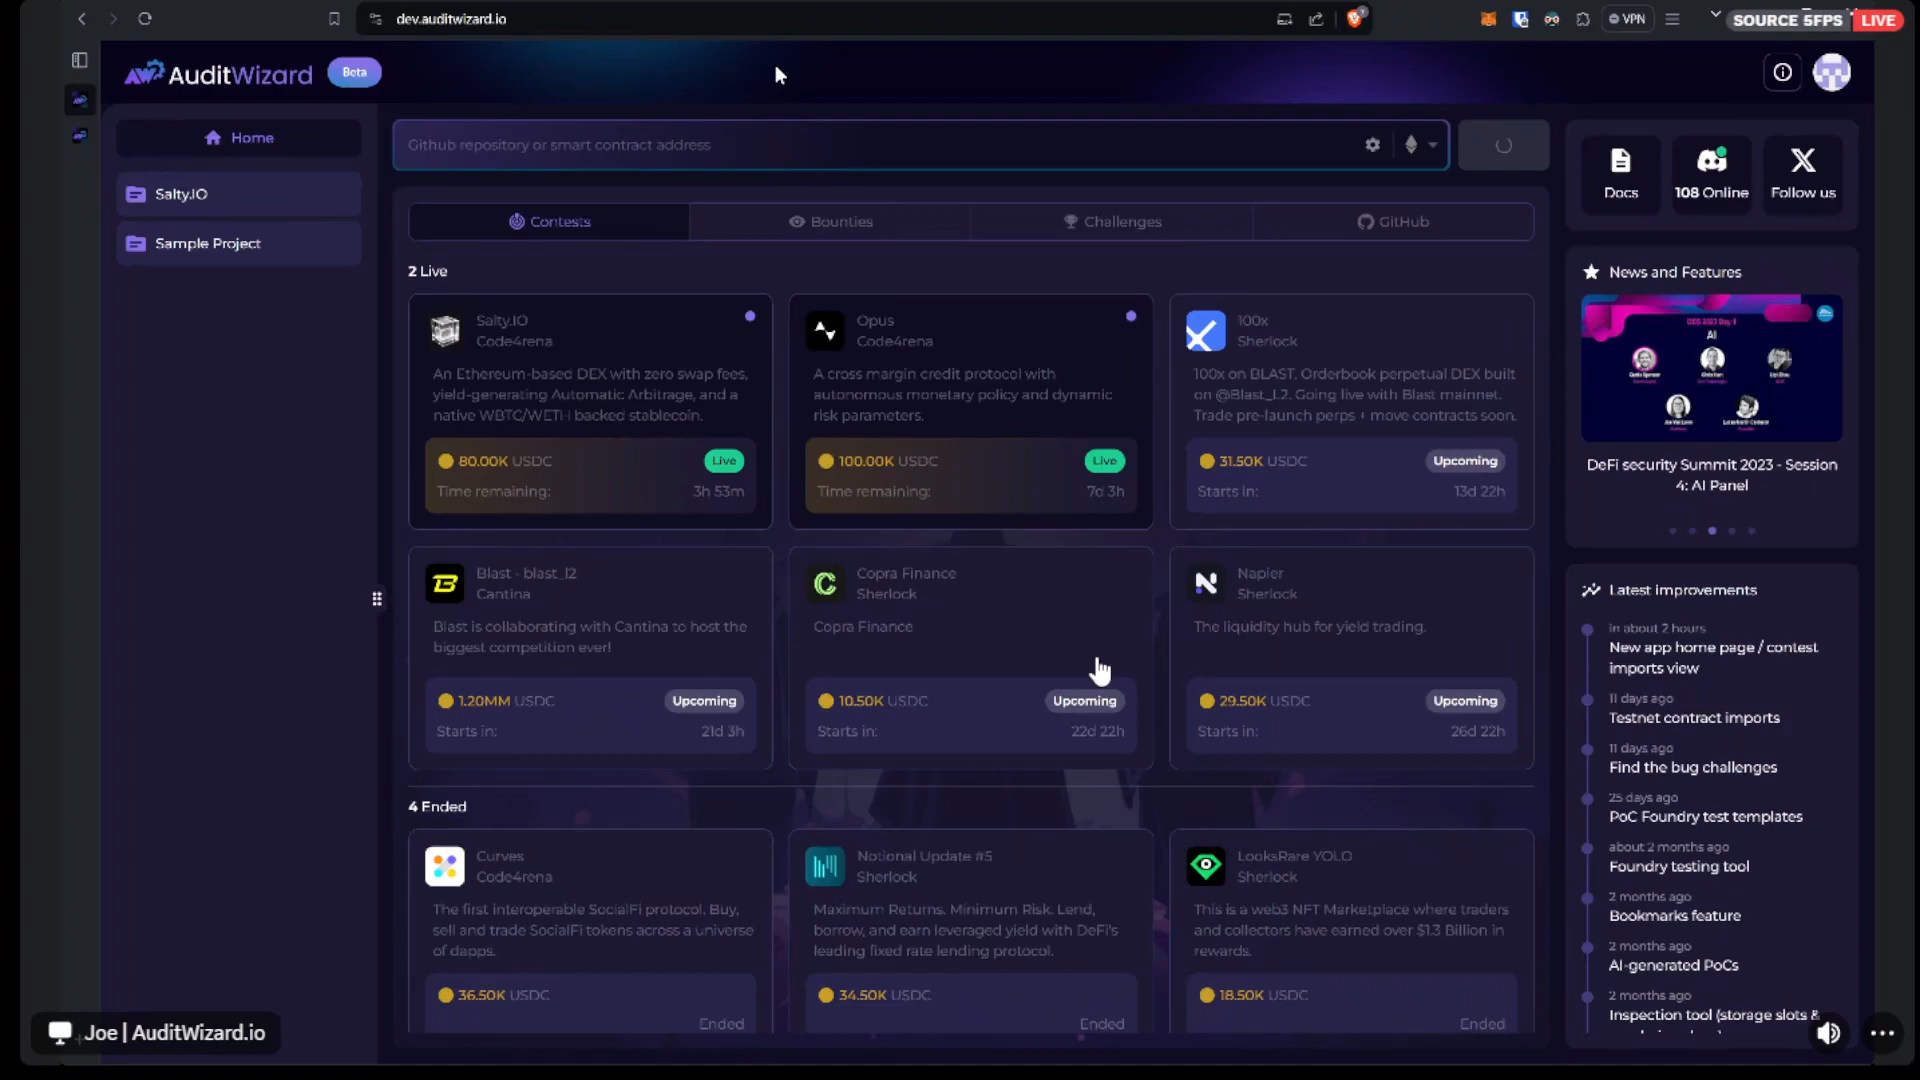 dev.auditwizard.io
VPN
SOURCE 5FPS LIVE
AuditWizard Beta
Home
Salty.IO
Sample Project
Github repository or smart contract address
Contests
Bounties
Challenges
GitHub
2 Live
Salty.IO
Code4rena
An Ethereum-based DEX with zero swap fees,
yield-generating Automatic Arbitrage, and a
native WBTC/WETH backed stablecoin.
80.00K USDC
Live
Time remaining:
3h 53m
Opus
Code4rena
A cross margin credit protocol with
autonomous monetary policy and dynamic
risk parameters.
100.00K USDC
Live
Time remaining:
7d 3h
100x
Sherlock
100x on BLAST. Orderbook perpetual DEX built
on @Blast_L2. Going live with Blast mainnet.
Trade pre-launch perps + move contracts soon.
31.50K USDC
Upcoming
Starts in:
13d 22h
Blast - blast_l2
Cantina
Blast is collaborating with Cantina to host the
biggest competition ever!
1.20MM USDC
Upcoming
Starts in:
21d 3h
Copra Finance
Sherlock
Copra Finance
10.50K USDC
Upcoming
Starts in:
22d 22h
Napier
Sherlock
The liquidity hub for yield trading.
29.50K USDC
Upcoming
Starts in:
26d 22h
4 Ended
Curves
Code4rena
The first interoperable SocialFi protocol. Buy,
sell and trade SocialFi tokens across a universe
of dapps.
36.50K USDC
Ended
Notional Update #5
Sherlock
Maximum Returns. Minimum Risk. Lend,
borrow, and earn leveraged yield with DeFi's
leading fixed rate lending protocol.
34.50K USDC
Ended
LooksRare YOLO
Sherlock
This is a web3 NFT Marketplace where traders
and collectors have earned over $1.3 Billion in
rewards.
18.50K USDC
Ended
Docs
108 Online
Follow us
News and Features
AI
DeFi security Summit 2023 - Session
4: AI Panel
Latest improvements
in about 2 hours
New app home page / contest
imports view
11 days ago
Testnet contract imports
11 days ago
Find the bug challenges
25 days ago
PoC Foundry test templates
about 2 months ago
Foundry testing tool
2 months ago
Bookmarks feature
2 months ago
AI-generated PoCs
2 months ago
Inspection tool (storage slots &
Joe | AuditWizard.io